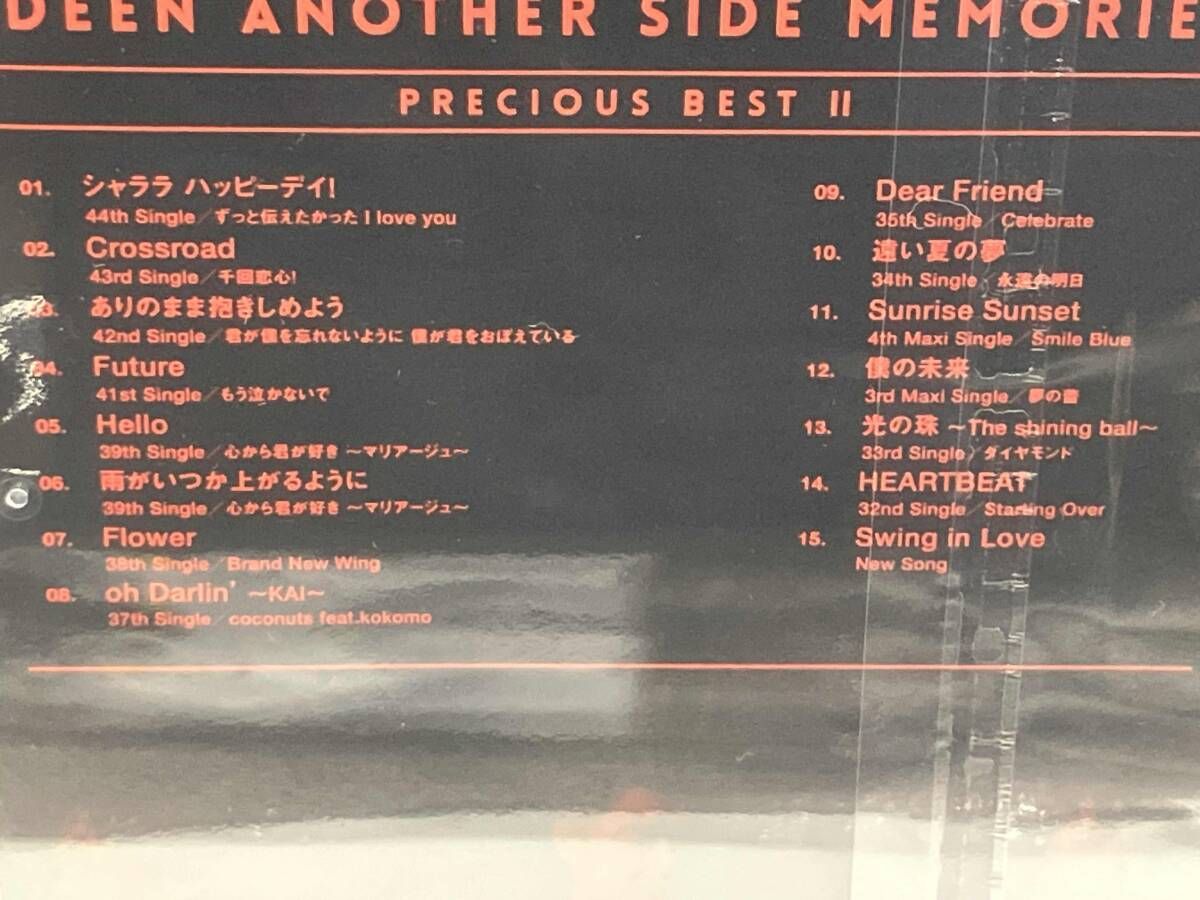 DEEN ANOTHER SIDE MEMORIE
PRECIOUS BEST II
01. シャララ ハッピーデイ!
44th Single/ずっと伝えたかった I love you
02. Crossroad
43rd Single/千回恋心!
03. ありのまま抱きしめよう
42nd Single/君が僕を忘れないように 僕が君をおぼえている
04. Future
41st Single/もう泣かないで
05. Hello
39th Single/心から君が好き ～マリアージュ～
06. 雨がいつか上がるように
39th Single/心から君が好き ～マリアージュ～
07. Flower
38th Single/Brand New Wing
08. oh Darlin' ～KAI～
37th Single/coconuts feat.kokomo
09. Dear Friend
35th Single/Celebrate
10. 遠い夏の夢
34th Single/永遠の明日
11. Sunrise Sunset
4th Maxi Single/Smile Blue
12. 僕の未来
3rd Maxi Single/夢の蕾
13. 光の珠 ～The shining ball～
33rd Single/ダイヤモンド
14. HEARTBEAT
32nd Single/Starting Over
15. Swing in Love
New Song